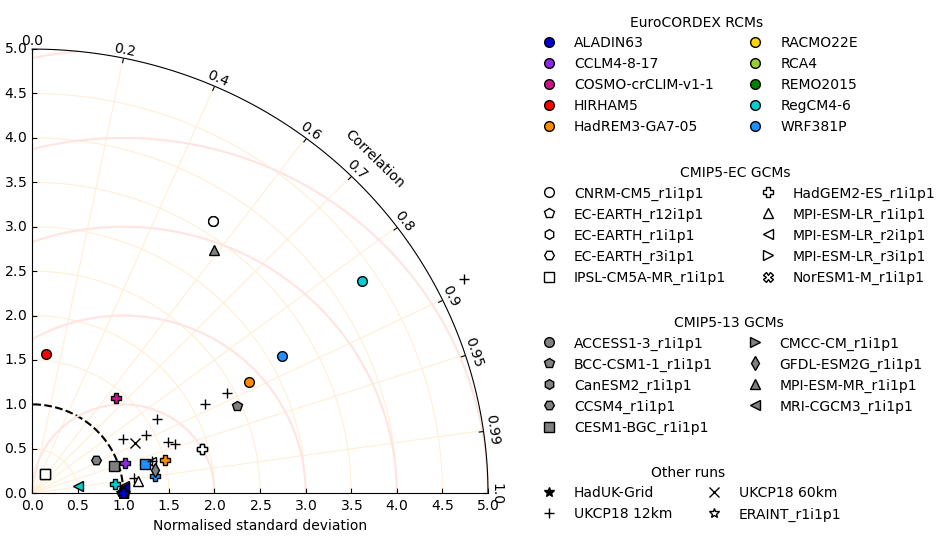 EuroCORDEX RCMs
ALADIN63 RACMO22E
CCLM4-8-17 RCA4
COSMO-crCLIM-v1-1 REMO2015
HIRHAM5 RegCM4-6
HadREM3-GA7-05 WRF381P
CMIP5-EC GCMs
CNRM-CM5_r1i1p1 HadGEM2-ES_r1i1p1
EC-EARTH_r12i1p1 MPI-ESM-LR_r1i1p1
EC-EARTH_r1i1p1 MPI-ESM-LR_r2i1p1
EC-EARTH_r3i1p1 MPI-ESM-LR_r3i1p1
IPSL-CM5A-MR_r1i1p1 NorESM1-M_r1i1p1
CMIP5-13 GCMs
ACCESS1-3_r1i1p1 CMCC-CM_r1i1p1
BCC-CSM1-1_r1i1p1 GFDL-ESM2G_r1i1p1
CanESM2_r1i1p1 MPI-ESM-MR_r1i1p1
CCSM4_r1i1p1 MRI-CGCM3_r1i1p1
CESM1-BGC_r1i1p1
Other runs
HadUK-Grid UKCP18 60km
UKCP18 12km ERAINT_r1i1p1
0.0
0.2
0.4
0.6
Correlation
0.7
0.8
0.9
0.95
0.99
1.0
5.0
4.5
4.0
3.5
3.0
2.5
2.0
1.5
1.0
0.5
0.0
0.0 0.5 1.0 1.5 2.0 2.5 3.0 3.5 4.0 4.5 5.0
Normalised standard deviation